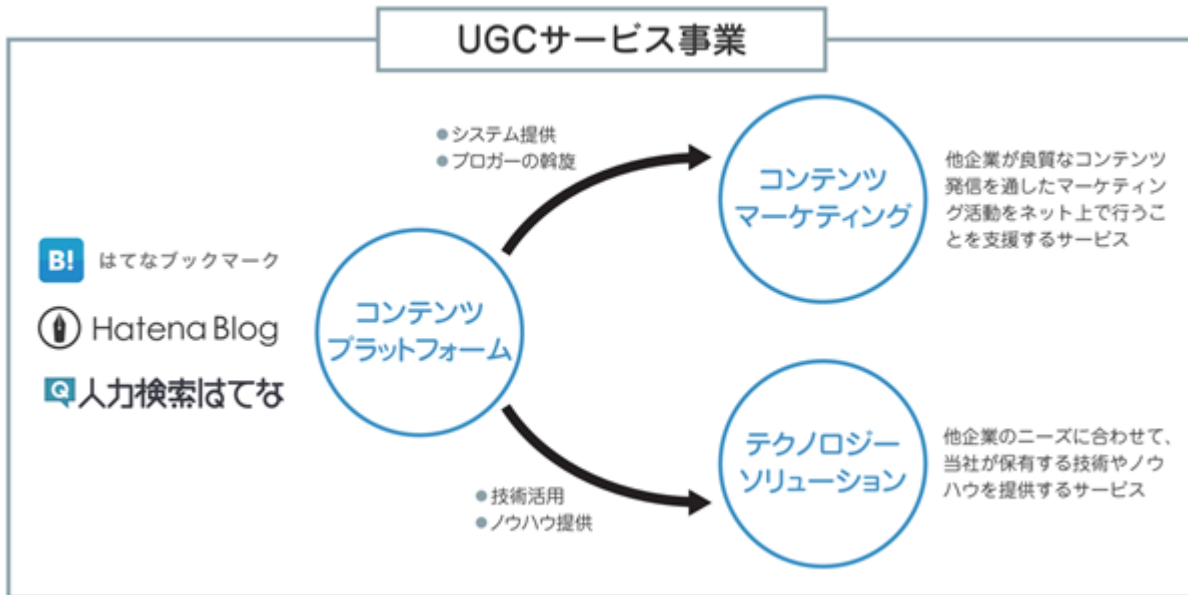 UGCサービス事業
●システム提供
●ブロガーの斡旋
コンテンツ
マーケティング
他企業が良質なコンテンツ
発信を通したマーケティン
グ活動をネット上で行うこ
とを支援するサービス
B! はてなブックマーク
Hatena Blog
Q人力検索はてな
コンテンツ
プラットフォーム
●技術活用
●ノウハウ提供
テクノロジー
ソリューション
他企業のニーズに合わせて、
当社が保有する技術やノウ
ハウを提供するサービス